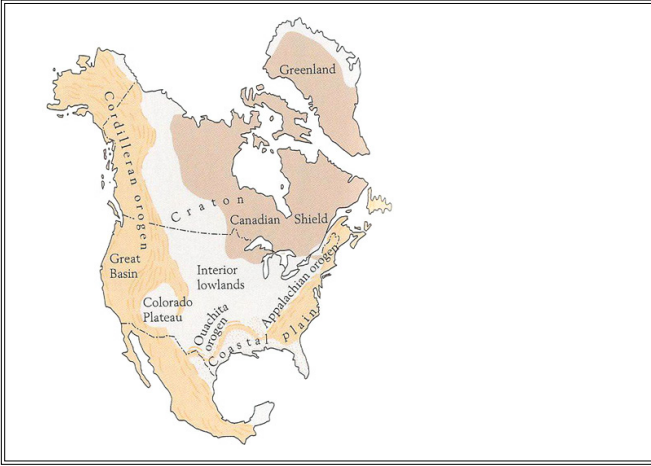 Greenland
Cordilleran orogen
Craton
Canadian Shield
Great
Basin
Interior
lowlands
Colorado
Plateau
Ouachita
orogen
Appalachian orogen
Coastal plain